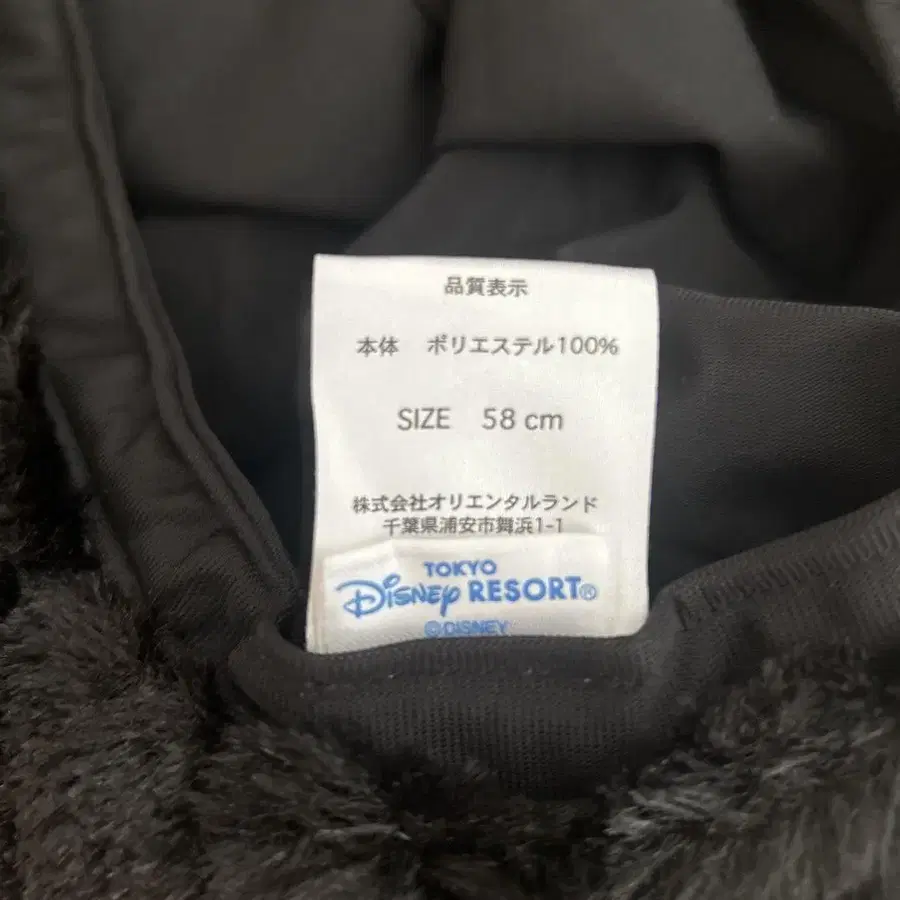 品質表示
本体 ポリエステル100%
SIZE 58 cm
株式会社オリエンタルランド
千葉県浦安市舞浜1-1
TOKYO
Disney RESORT®
©DISNEY